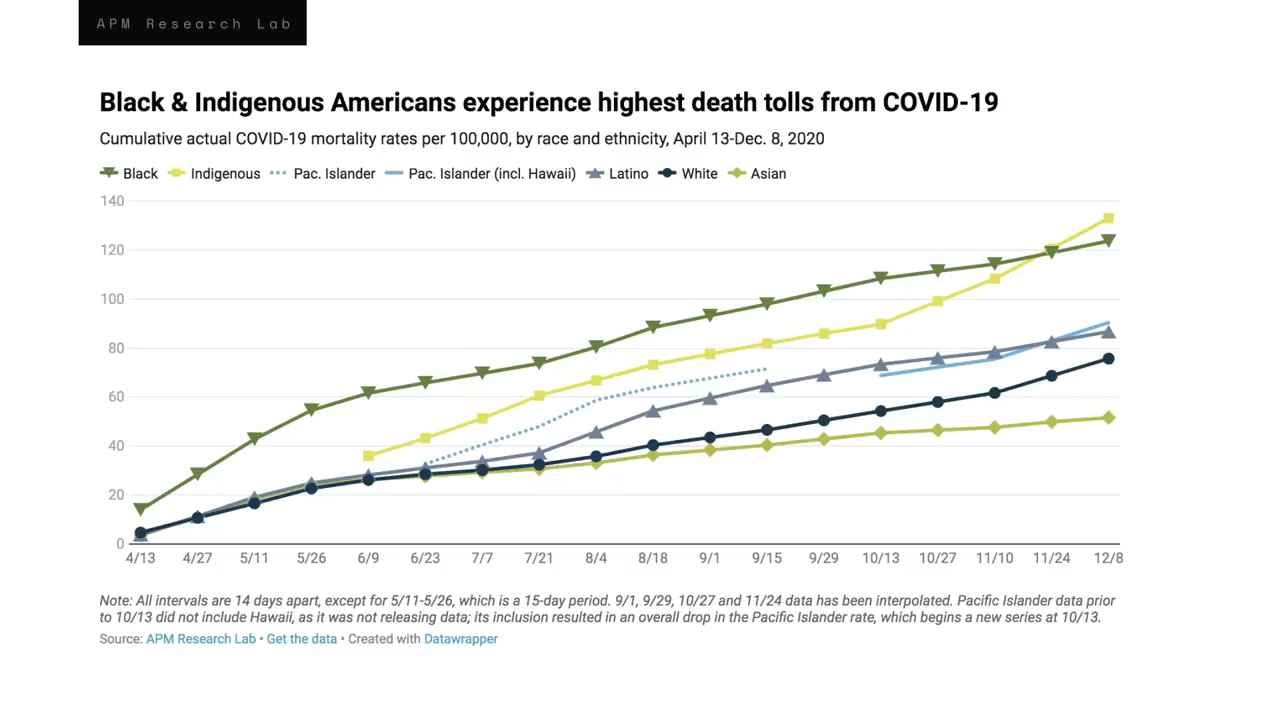 APM Research Lab
Black & Indigenous Americans experience highest death tolls from COVID-19
Cumulative actual COVID-19 mortality rates per 100,000, by race and ethnicity, April 13-Dec. 8, 2020
Black Indigenous Pac. Islander Pac. Islander (incl. Hawaii) Latino White Asian
140
120
100
80
60
40
20
0
4/13 4/27 5/11 5/26 6/9 6/23 7/7 7/21 8/4 8/18 9/1 9/15 9/29 10/13 10/27 11/10 11/24 12/8
Note: All intervals are 14 days apart, except for 5/11-5/26, which is a 15-day period. 9/1, 9/29, 10/27 and 11/24 data has been interpolated. Pacific Islander data prior
to 10/13 did not include Hawaii, as it was not releasing data; its inclusion resulted in an overall drop in the Pacific Islander rate, which begins a new series at 10/13.
Source: APM Research Lab • Get the data • Created with Datawrapper